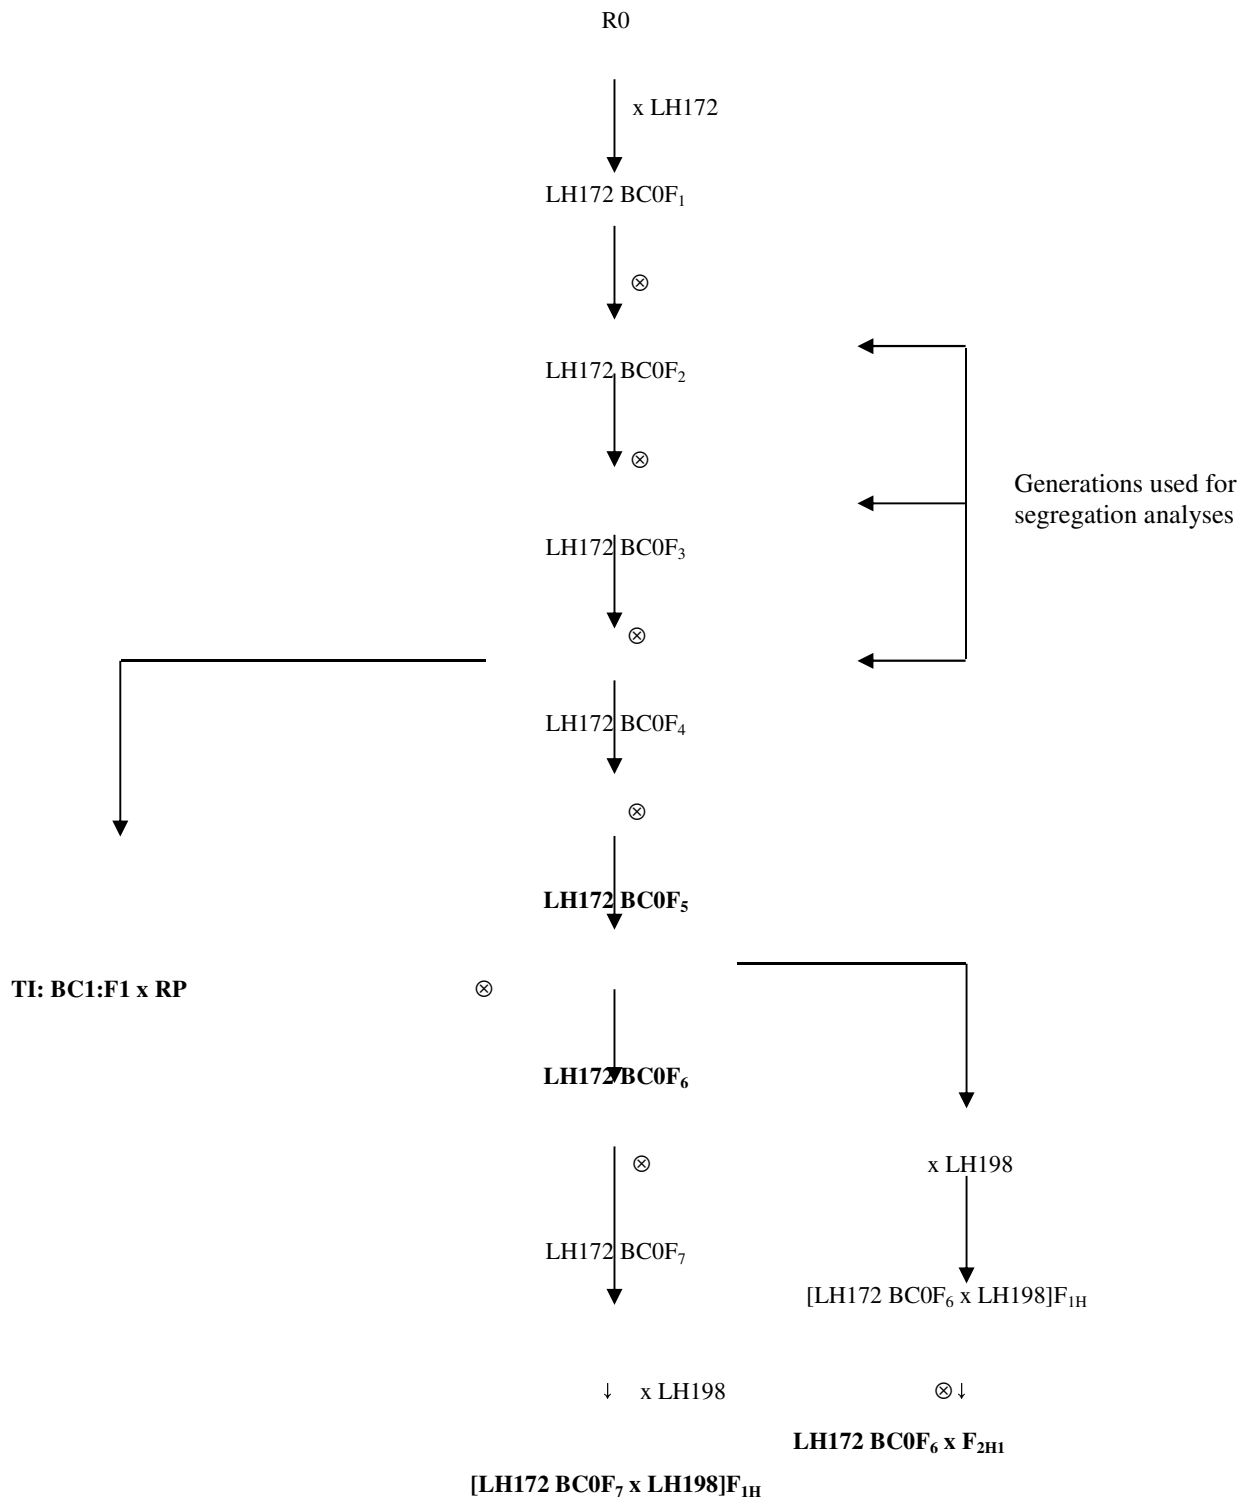 R0
x LH172
LH172 BC0F₁
⊗
LH172 BC0F₂
⊗
Generations used for
segregation analyses
LH172 BC0F₃
⊗
LH172 BC0F₄
⊗
LH172 BC0F₅
TI: BC1:F1 x RP
⊗
LH172 BC0F₆
⊗
x LH198
LH172 BC0F₇
[LH172 BC0F₆ x LH198]F₁H
↓ x LH198
⊗↓
LH172 BC0F₆ x F₂H₁
[LH172 BC0F₇ x LH198]F₁H